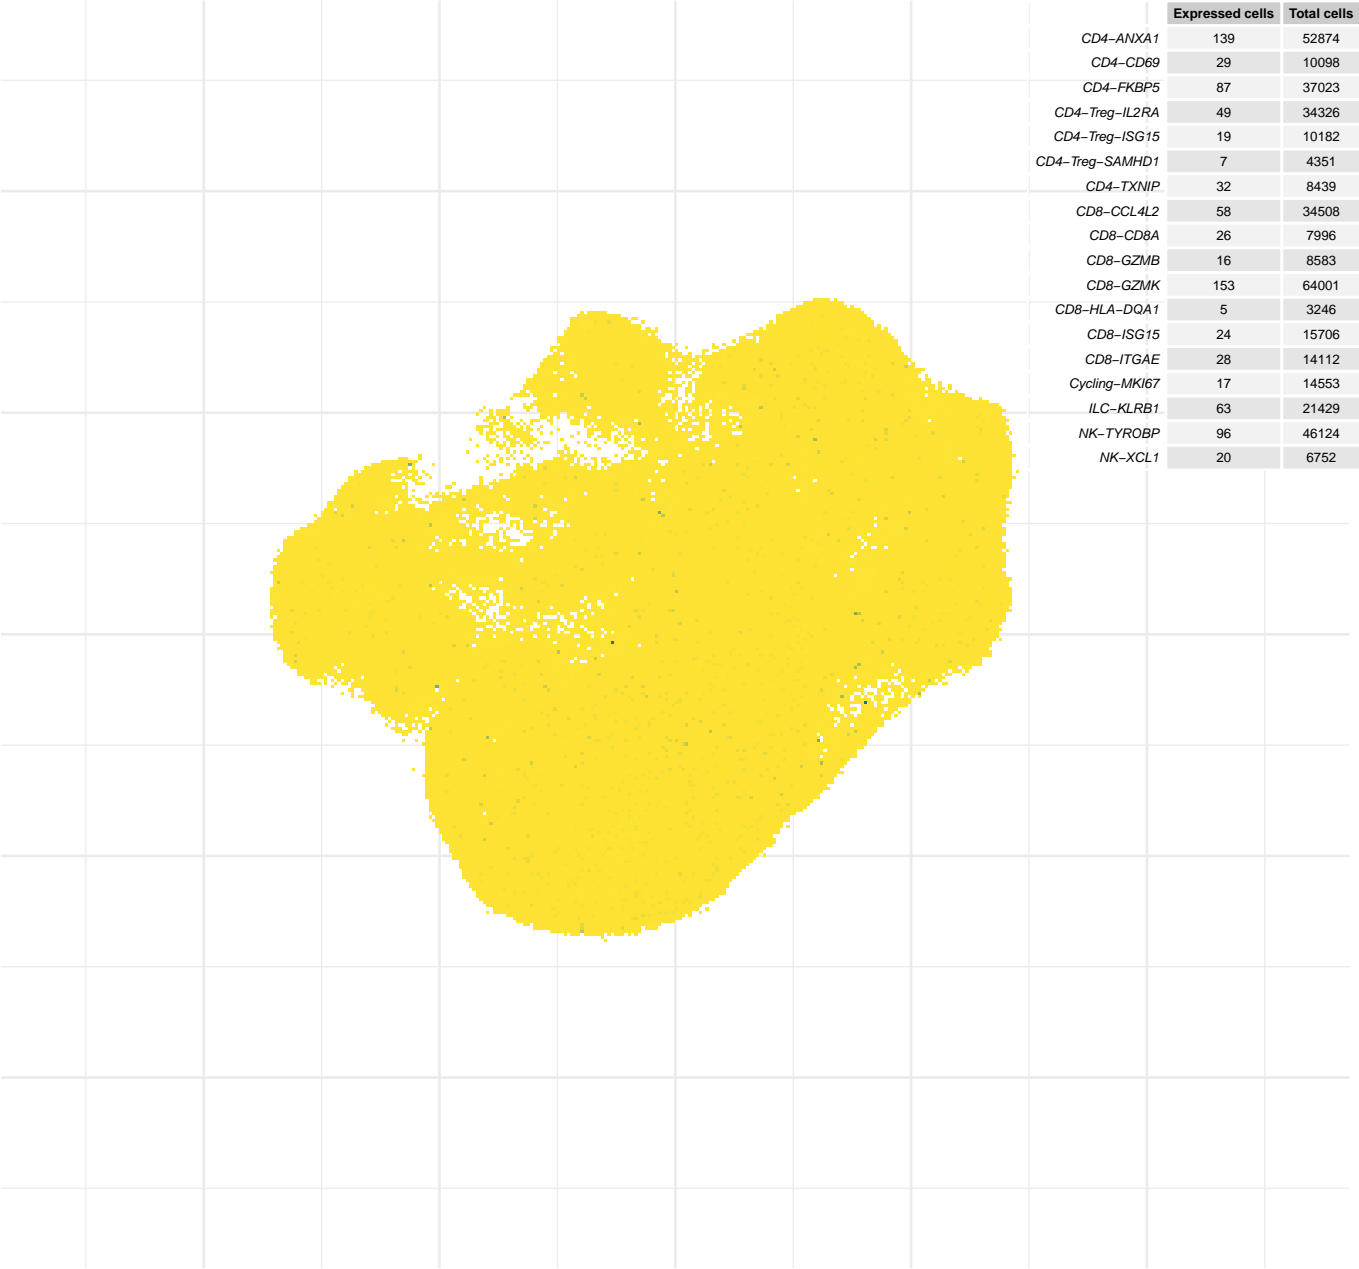 Expressed cells Total cells
CD4−ANXA1 139 52874
CD4−CD69 29 10098
CD4−FKBP5 87 37023
CD4−Treg−IL2RA 49 34326
CD4−Treg−ISG15 19 10182
CD4−Treg−SAMHD1 7 4351
CD4−TXNIP 32 8439
CD8−CCL4L2 58 34508
CD8−CD8A 26 7996
CD8−GZMB 16 8583
CD8−GZMK 153 64001
CD8−HLA−DQA1 5 3246
CD8−ISG15 24 15706
CD8−ITGAE 28 14112
Cycling−MKI67 17 14553
ILC−KLRB1 63 21429
NK−TYROBP 96 46124
NK−XCL1 20 6752